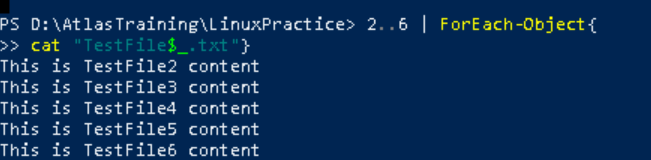 PS D:\AtlasTraining\LinuxPractice> 2..6 | ForEach-Object{
>> cat "TestFile$_.txt"}
This is TestFile2 content
This is TestFile3 content
This is TestFile4 content
This is TestFile5 content
This is TestFile6 content